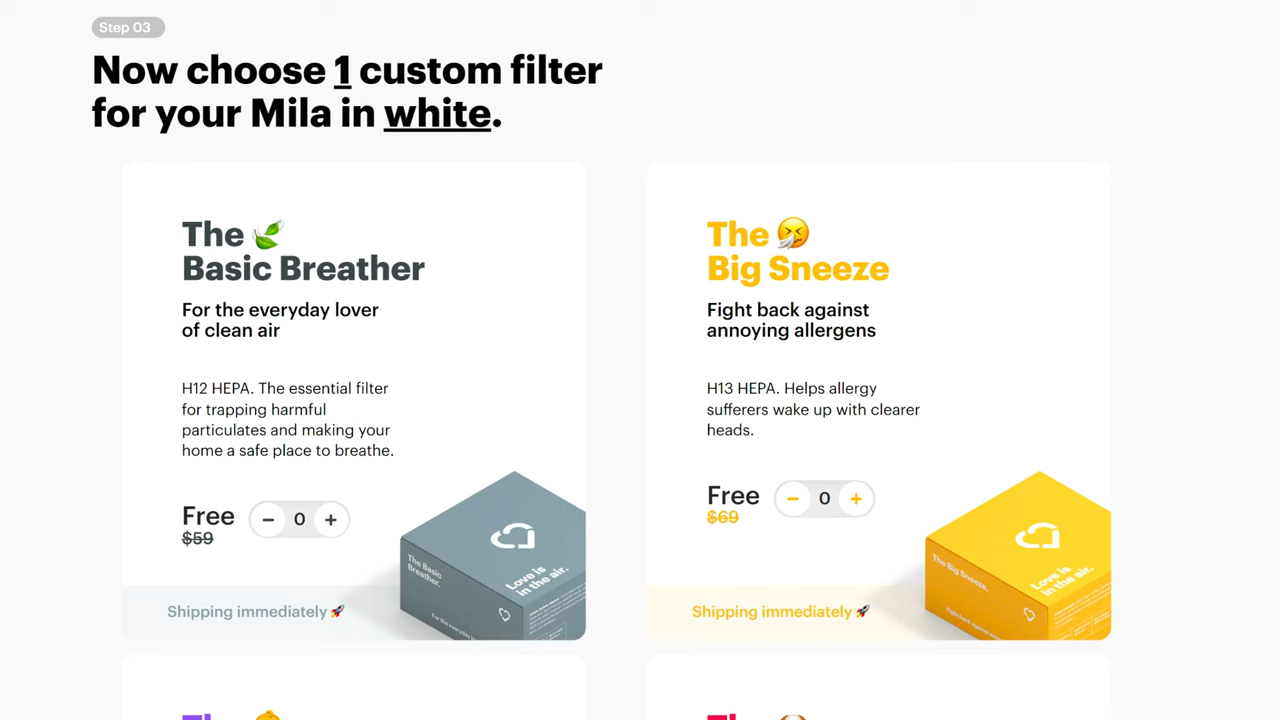 Step 03
Now choose 1 custom filter
for your Mila in white.
The 🌿
Basic Breather
For the everyday lover
of clean air
H12 HEPA. The essential filter
for trapping harmful
particulates and making your
home a safe place to breathe.
Free
$59
− 0 +
Shipping immediately 🚀
The Basic
Breather.
Love is
in the air.
The 🤧
Big Sneeze
Fight back against
annoying allergens
H13 HEPA. Helps allergy
sufferers wake up with clearer
heads.
Free
$69
− 0 +
Shipping immediately 🚀
The Big Sneeze.
Love is
in the air.